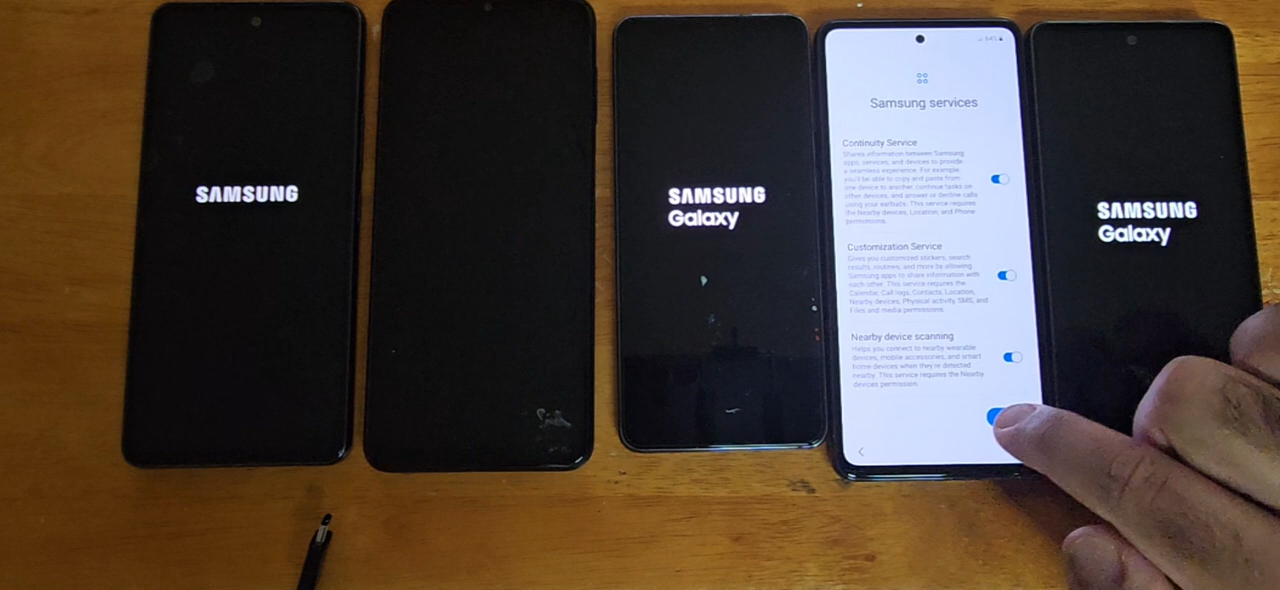 SAMSUNG
SAMSUNG
Galaxy
64%
Samsung services
Continuity Service
Shares information between Samsung
apps, services, and devices to provide
a seamless experience. For example,
you'll be able to copy and paste from
one device to another, continue tasks on
other devices, and answer or decline calls
using your earbuds. This service requires
the Nearby devices, Location, and Phone
permissions.
Customization Service
Gives you customized stickers, search
results, routines, and more by allowing
Samsung apps to share information with
each other. This service requires the
Calendar, Call logs, Contacts, Location,
Nearby devices, Physical activity, SMS, and
Files and media permissions.
Nearby device scanning
Helps you connect to nearby wearable
devices, mobile accessories, and smart
home devices when they're detected
nearby. This service requires the Nearby
devices permission.
SAMSUNG
Galaxy